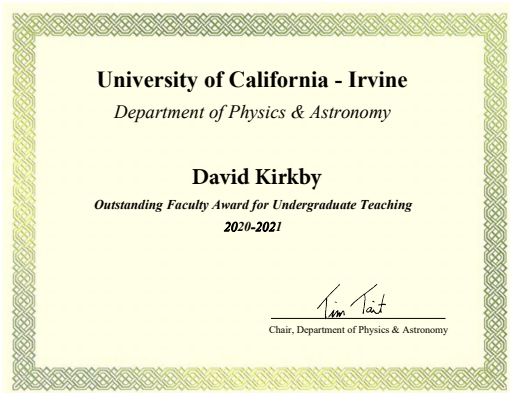 University of California - Irvine
Department of Physics & Astronomy
David Kirkby
Outstanding Faculty Award for Undergraduate Teaching
2020-2021
Tim Tait
Chair, Department of Physics & Astronomy